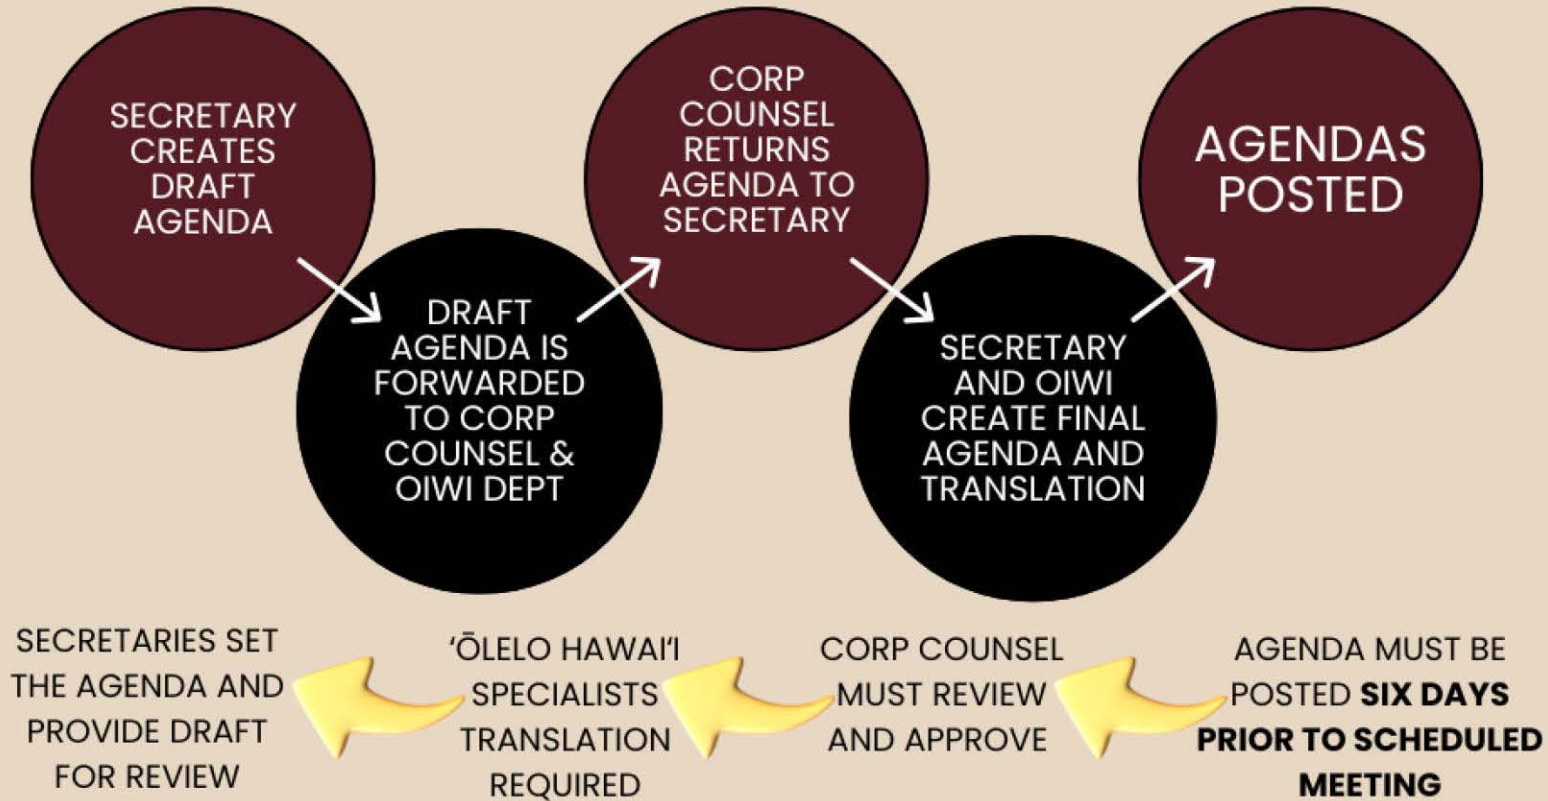 SECRETARY
CREATES
DRAFT
AGENDA
DRAFT
AGENDA IS
FORWARDED
TO CORP
COUNSEL &
OIWI DEPT
CORP
COUNSEL
RETURNS
AGENDA TO
SECRETARY
SECRETARY
AND OIWI
CREATE FINAL
AGENDA AND
TRANSLATION
AGENDAS
POSTED
SECRETARIES SET
THE AGENDA AND
PROVIDE DRAFT
FOR REVIEW
ʻŌLELO HAWAIʻI
SPECIALISTS
TRANSLATION
REQUIRED
CORP COUNSEL
MUST REVIEW
AND APPROVE
AGENDA MUST BE
POSTED SIX DAYS
PRIOR TO SCHEDULED
MEETING